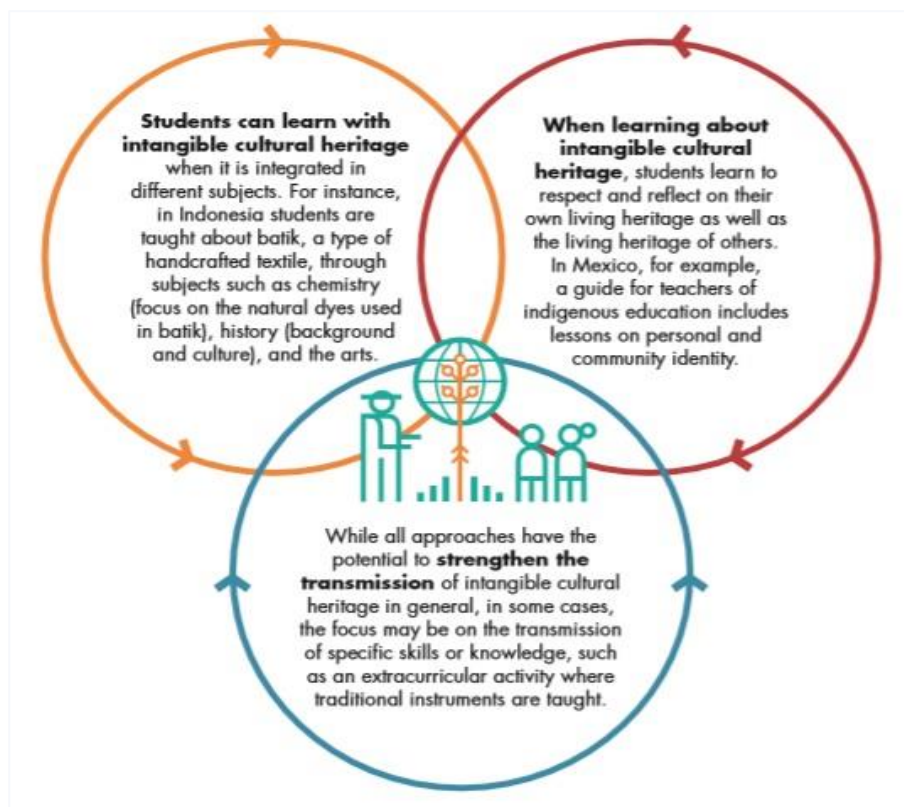 Students can learn with
intangible cultural heritage
when it is integrated in
different subjects. For instance,
in Indonesia students are
taught about batik, a type of
handcrafted textile, through
subjects such as chemistry
(focus on the natural dyes used
in batik), history (background
and culture), and the arts.
When learning about
intangible cultural
heritage, students learn to
respect and reflect on their
own living heritage as well as
the living heritage of others.
In Mexico, for example,
a guide for teachers of
indigenous education includes
lessons on personal and
community identity.
While all approaches have the
potential to strengthen the
transmission of intangible cultural
heritage in general, in some cases,
the focus may be on the transmission
of specific skills or knowledge, such
as an extracurricular activity where
traditional instruments are taught.